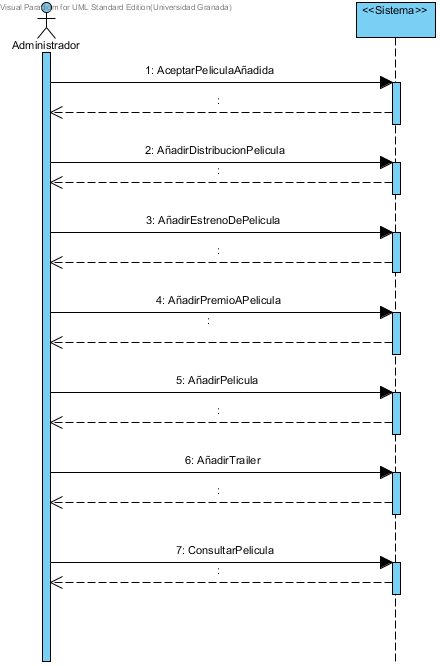 Visual Paradigm for UML Standard Edition(Universidad Granada)
<<Sistema>>
Administrador
1: AceptarPeliculaAñadida
:
2: AñadirDistribucionPelicula
:
3: AñadirEstrenoDePelicula
:
4: AñadirPremioAPelicula
:
5: AñadirPelicula
:
6: AñadirTrailer
:
7: ConsultarPelicula
: